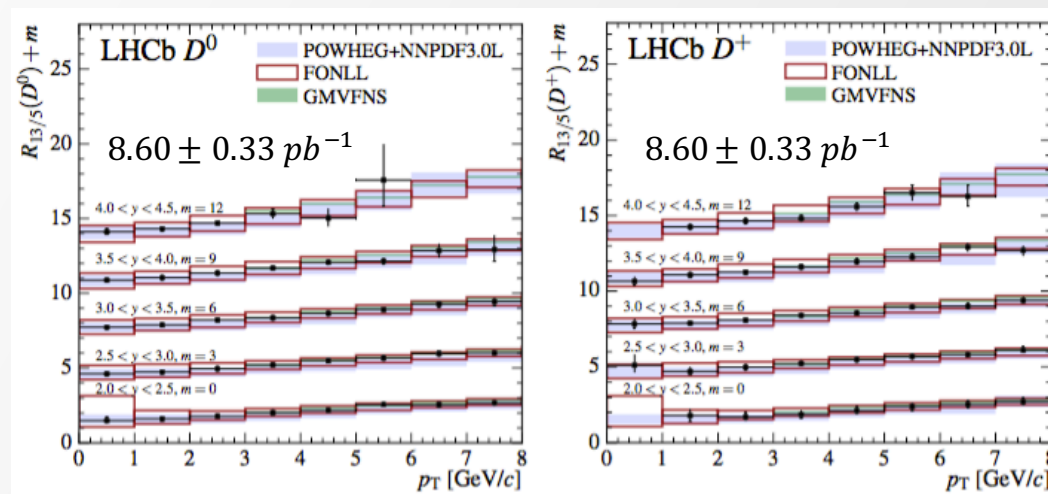 LHCb D⁰
POWHEG+NNPDF3.0L
FONLL
GMVFNS
8.60 ± 0.33 pb⁻¹
4.0 < y < 4.5, m = 12
3.5 < y < 4.0, m = 9
3.0 < y < 3.5, m = 6
2.5 < y < 3.0, m = 3
2.0 < y < 2.5, m = 0
R₁₃/₅(D⁰) + m
25
20
15
10
5
0
0 1 2 3 4 5 6 7 8
p_T [GeV/c]
LHCb D⁺
POWHEG+NNPDF3.0L
FONLL
GMVFNS
8.60 ± 0.33 pb⁻¹
4.0 < y < 4.5, m = 12
3.5 < y < 4.0, m = 9
3.0 < y < 3.5, m = 6
2.5 < y < 3.0, m = 3
2.0 < y < 2.5, m = 0
R₁₃/₅(D⁺) + m
25
20
15
10
5
0
0 1 2 3 4 5 6 7 8
p_T [GeV/c]